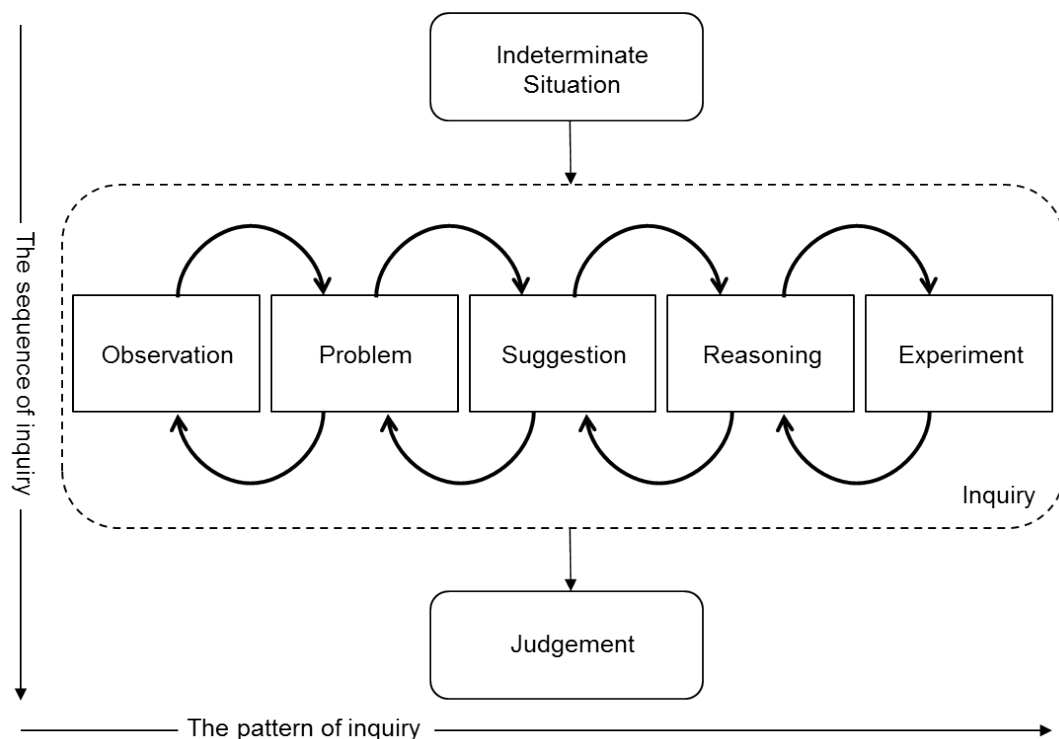 Indeterminate
Situation
The sequence of inquiry
Observation
Problem
Suggestion
Reasoning
Experiment
Inquiry
Judgement
The pattern of inquiry